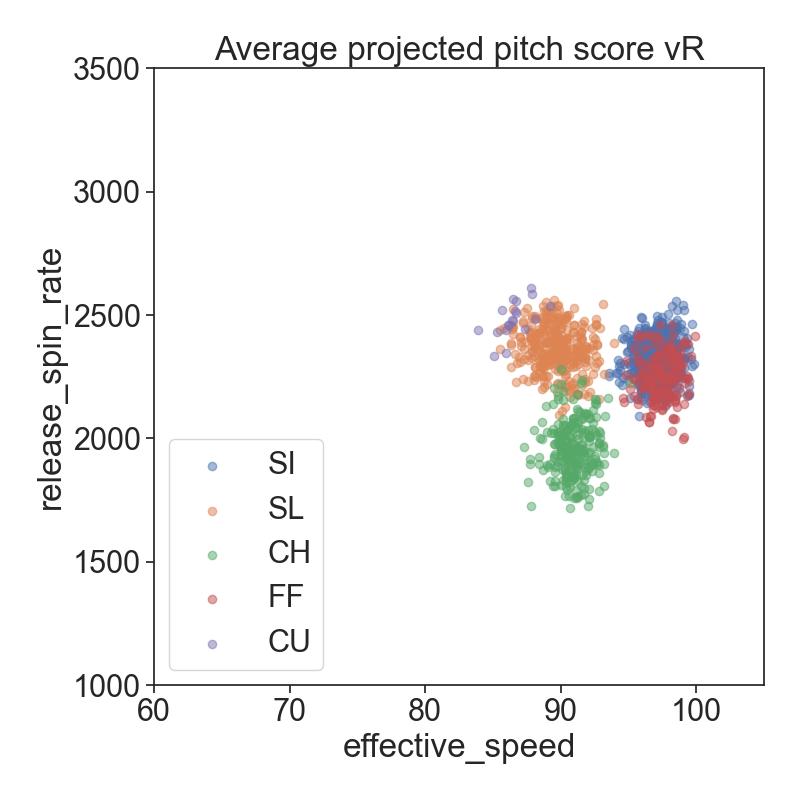 Average projected pitch score vR
3500
3000
2500
2000
1500
1000
release_spin_rate
SI
SL
CH
FF
CU
60
70
80
90
100
effective_speed